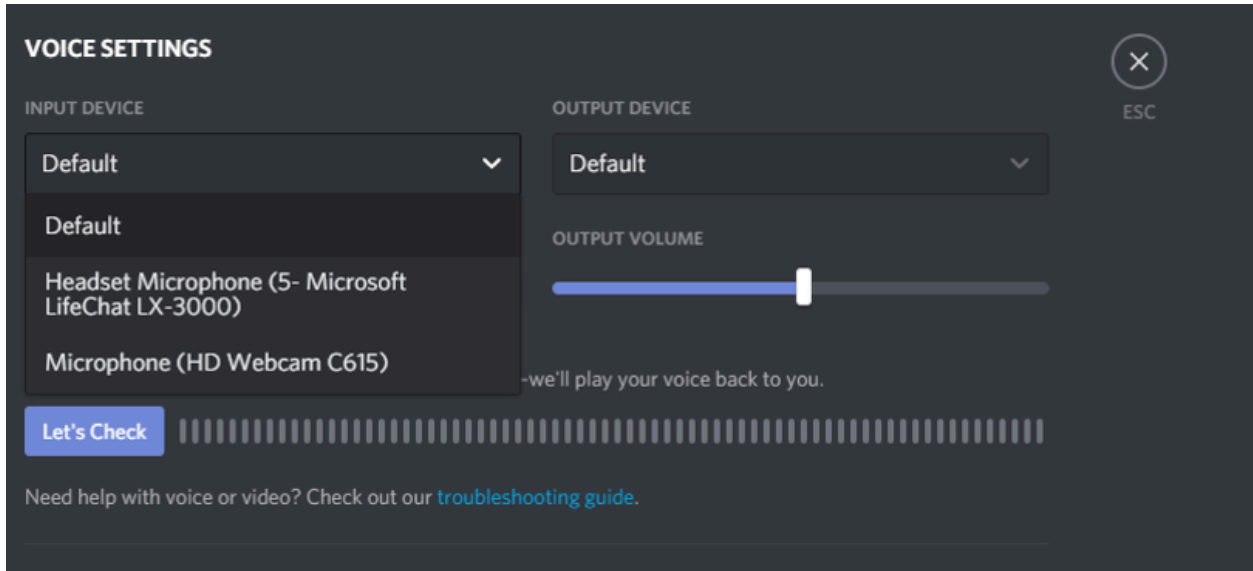 VOICE SETTINGS
ESC
INPUT DEVICE
Default
Default
Headset Microphone (5- Microsoft
LifeChat LX-3000)
Microphone (HD Webcam C615)
OUTPUT DEVICE
Default
OUTPUT VOLUME
-we'll play your voice back to you.
Let's Check
Need help with voice or video? Check out our troubleshooting guide.